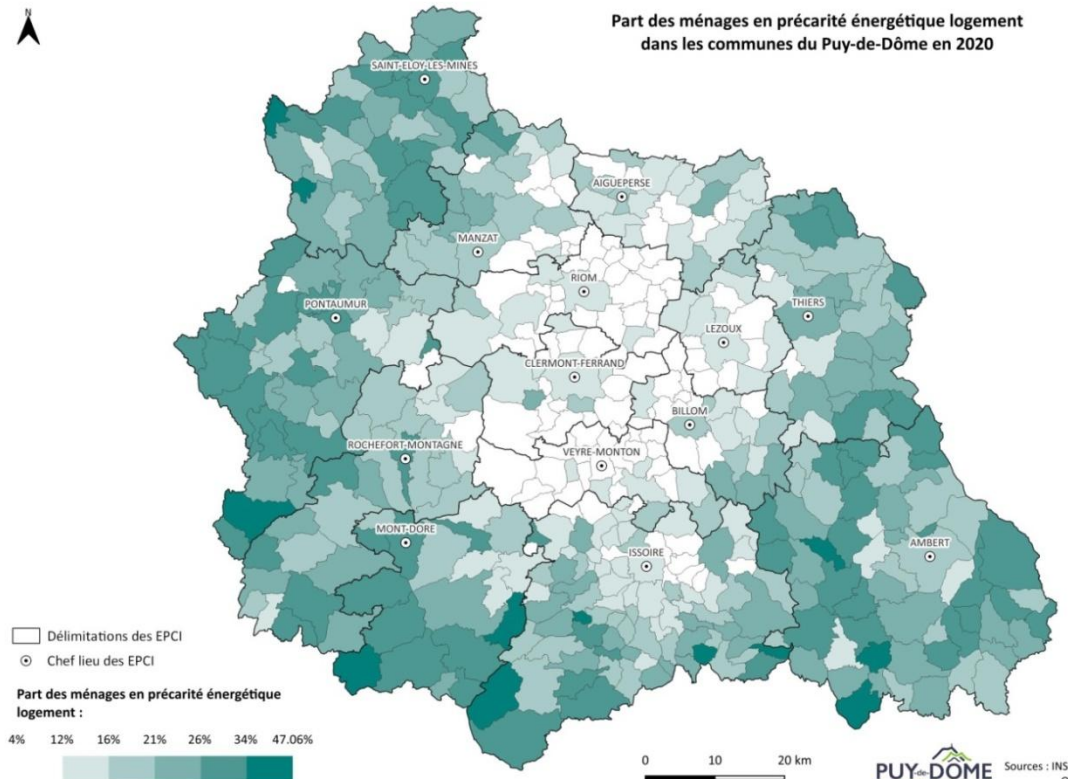 N
Part des ménages en précarité énergétique logement
dans les communes du Puy-de-Dôme en 2020
SAINT-ELOY-LES-MINES
AIGUEPERSE
MANZAT
RIOM
PONTAUMUR
THIERS
LEZOUX
CLERMONT-FERRAND
BILLOM
ROCHEFORT-MONTAGNE
VEYRE-MONTON
MONT-DORE
AMBERT
ISSOIRE
Délimitations des EPCI
Chef lieu des EPCI
Part des ménages en précarité énergétique
logement :
4% 12% 16% 21% 26% 34% 47.06%
0 10 20 km
PUY-de-DÔME
Sources : INS